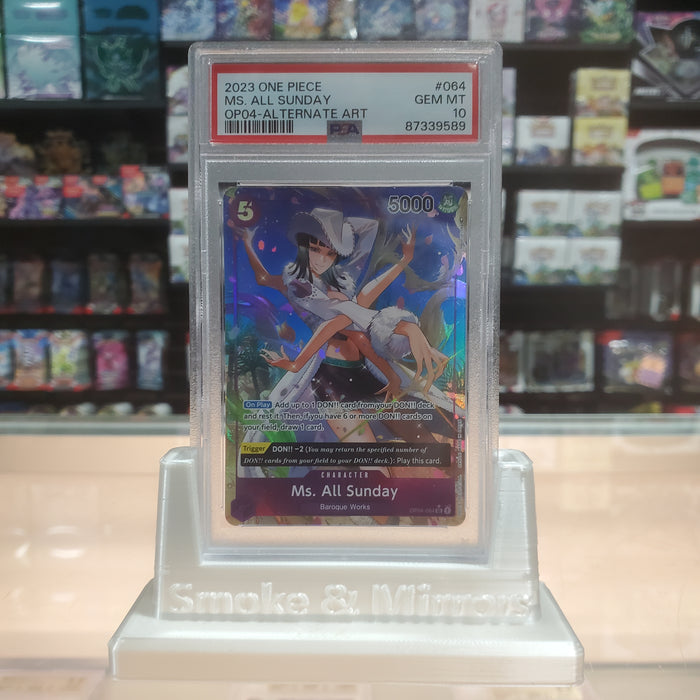 2023 ONE PIECE #064
MS. ALL SUNDAY GEM MT
OP04-ALTERNATE ART 10
PSA 87339589
5 5000
On Play Add up to 1 DON!! card from your DON!! deck
and rest it. Then, if you have 6 or more DON!! cards on
your field, draw 1 card.
Trigger DON!! −2 (You may return the specified number of
DON!! cards from your field to your DON!! deck.): Play this card.
CHARACTER
Ms. All Sunday
Baroque Works
OP04-064
Smoke & Mirrors